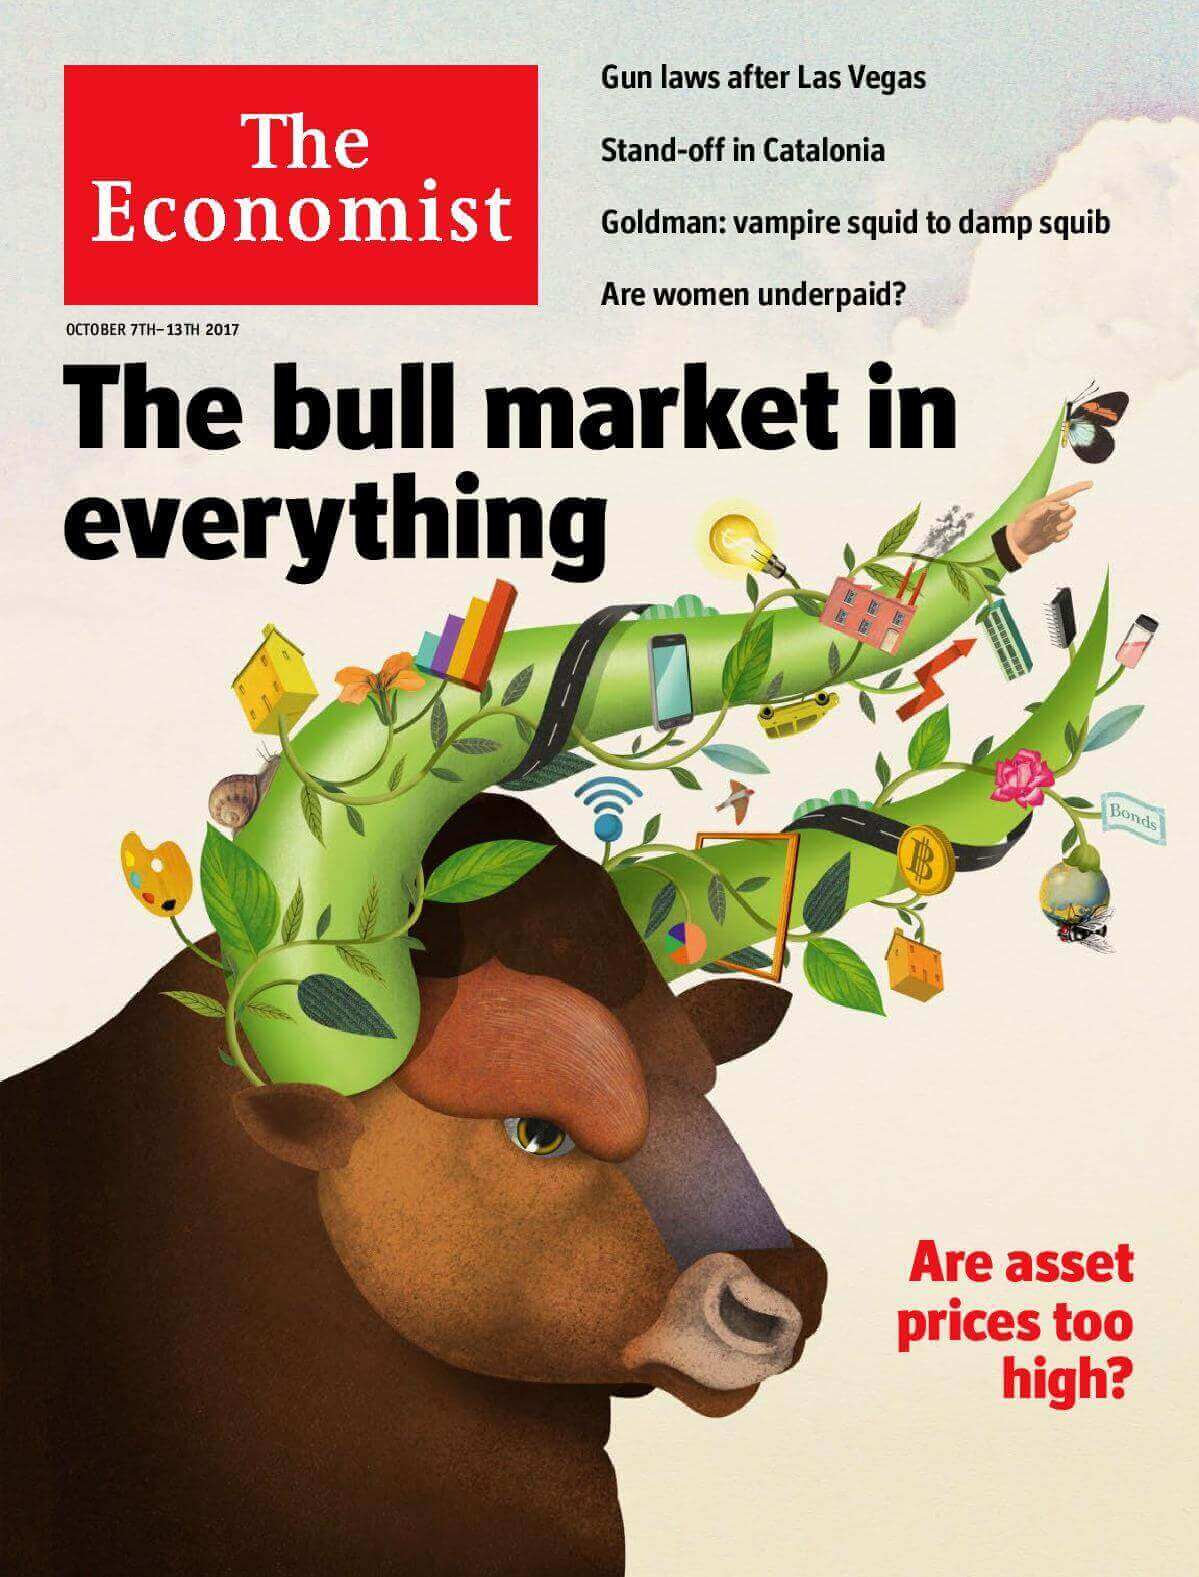 The
Economist
OCTOBER 7TH–13TH 2017
Gun laws after Las Vegas
Stand-off in Catalonia
Goldman: vampire squid to damp squib
Are women underpaid?
The bull market in
everything
Bonds
Are asset
prices too
high?